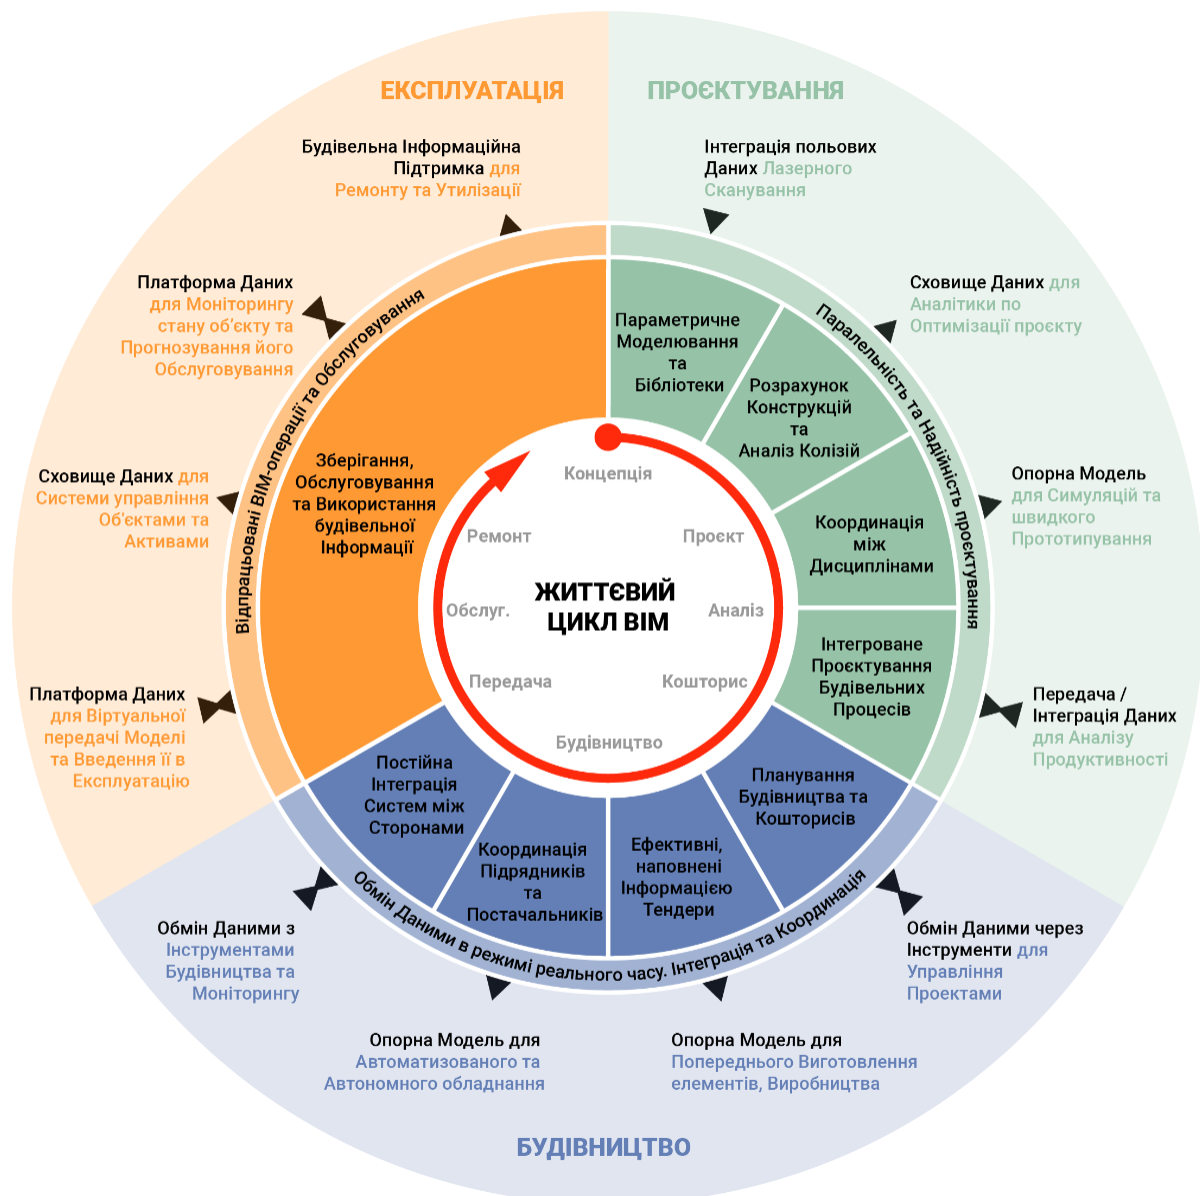 ЕКСПЛУАТАЦІЯ
ПРОЄКТУВАННЯ
Будівельна Інформаційна
Підтримка для
Ремонту та Утилізації
Інтеграція польових
Даних Лазерного
Сканування
Платформа Даних
для Моніторингу
стану об'єкту та
Прогнозування його
Обслуговування
Сховище Даних для
Аналітики по
Оптимізації проєкту
Сховище Даних для
Системи управління
Об'єктами та
Активами
Опорна Модель
для Симуляцій та
швидкого
Прототипування
Платформа Даних
для Віртуальної
передачі Моделі
та Введення її в
Експлуатацію
Передача /
Інтеграція Даних
для Аналізу
Продуктивності
Відпрацьовані BIM-операції та Обслуговування
Паралельність та Надійність проєктування
Обмін Даними в режимі реального часу. Інтеграція та Координація
Параметричне
Моделювання
та
Бібліотеки
Розрахунок
Конструкцій
та
Аналіз Колізій
Координація
між
Дисциплінами
Інтегроване
Проєктування
Будівельних
Процесів
Зберігання,
Обслуговування
та Використання
будівельної
Інформації
Концепція
Ремонт
Проєкт
ЖИТТЄВИЙ
ЦИКЛ BIM
Обслуг.
Аналіз
Передача
Кошторис
Будівництво
Постійна
Інтеграція
Систем між
Сторонами
Координація
Підрядників
та
Постачальників
Ефективні,
наповнені
Інформацією
Тендери
Планування
Будівництва та
Кошторисів
Обмін Даними з
Інструментами
Будівництва та
Моніторингу
Обмін Даними через
Інструменти для
Управління
Проектами
Опорна Модель для
Автоматизованого та
Автономного обладнання
Опорна Модель для
Попереднього Виготовлення
елементів, Виробництва
БУДІВНИЦТВО